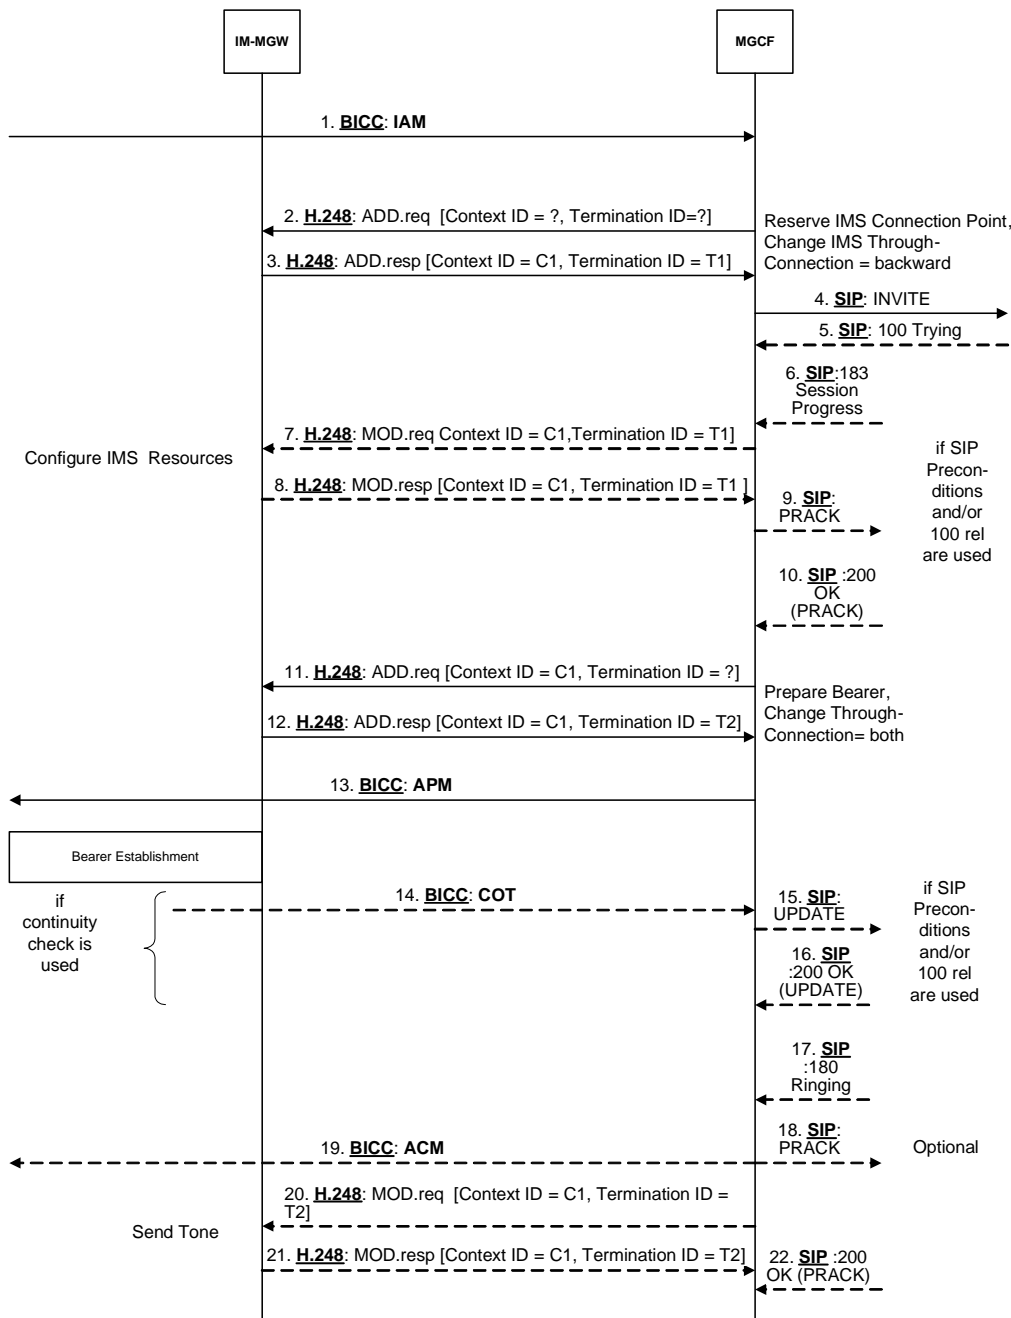 IM-MGW
MGCF
1. BICC: IAM
2. H.248: ADD.req [Context ID = ?, Termination ID=?]
Reserve IMS Connection Point,
Change IMS Through-
Connection = backward
3. H.248: ADD.resp [Context ID = C1, Termination ID = T1]
4. SIP: INVITE
5. SIP: 100 Trying
6. SIP:183
Session
Progress
7. H.248: MOD.req Context ID = C1,Termination ID = T1]
Configure IMS Resources
if SIP
Precon-
ditions
and/or
100 rel
are used
8. H.248: MOD.resp [Context ID = C1, Termination ID = T1 ]
9. SIP:
PRACK
10. SIP :200
OK
(PRACK)
11. H.248: ADD.req [Context ID = C1, Termination ID = ?]
Prepare Bearer,
Change Through-
Connection= both
12. H.248: ADD.resp [Context ID = C1, Termination ID = T2]
13. BICC: APM
Bearer Establishment
if
continuity
check is
used
14. BICC: COT
15. SIP:
UPDATE
if SIP
Precon-
ditions
and/or
100 rel
are used
16. SIP
:200 OK
(UPDATE)
17. SIP
:180
Ringing
18. SIP:
PRACK
Optional
19. BICC: ACM
20. H.248: MOD.req [Context ID = C1, Termination ID =
T2]
Send Tone
21. H.248: MOD.resp [Context ID = C1, Termination ID = T2]
22. SIP :200
OK (PRACK)